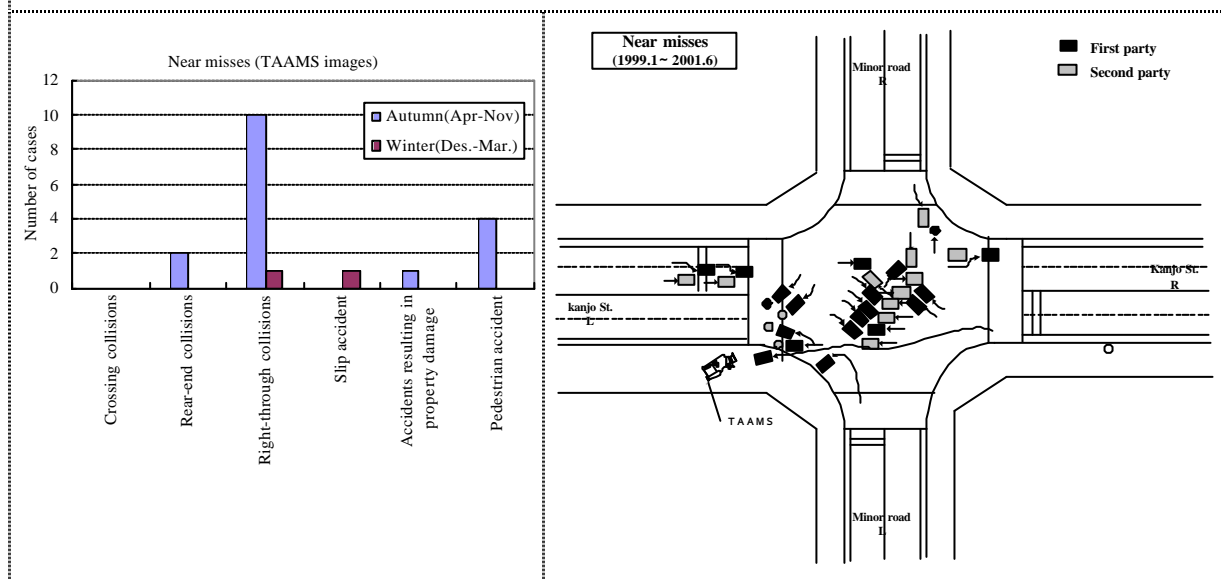 Near misses (TAAMS images)
Number of cases
12
10
8
6
4
2
0
Autumn(Apr-Nov)
Winter(Des.-Mar.)
Crossing collisions
Rear-end collisions
Right-through collisions
Slip accident
Accidents resulting in
property damage
Pedestrian accident
Near misses
(1999.1~ 2001.6)
First party
Second party
Minor road
R
Kanjo St.
R
kanjo St.
L
TAAMS
Minor road
L